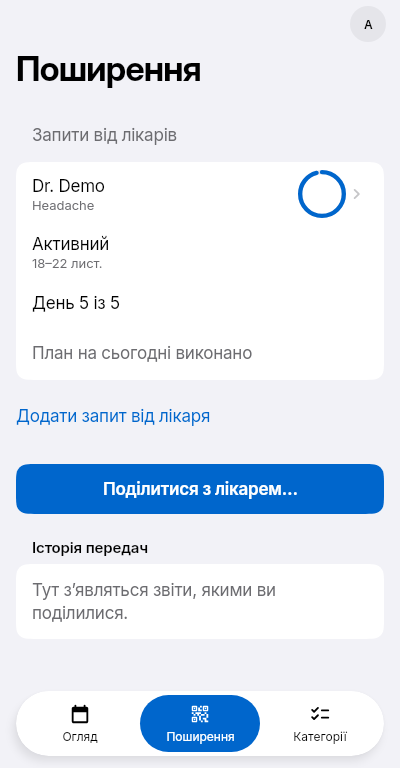 A
Поширення
Запити від лікарів
Dr. Demo
Headache
Активний
18–22 лист.
День 5 із 5
План на сьогодні виконано
Додати запит від лікаря
Поділитися з лікарем…
Історія передач
Тут з’являться звіти, якими ви
поділилися.
Огляд
Поширення
Категорії